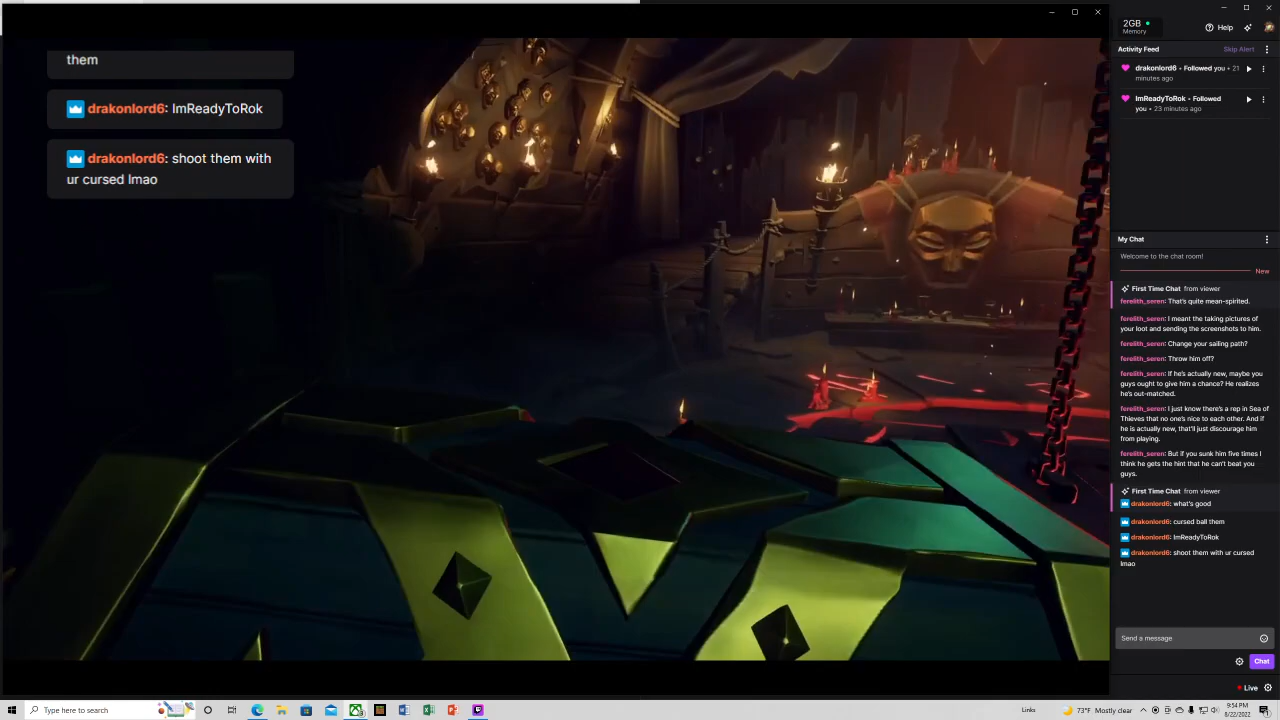 them
drakonlord6: ImReadyToRok
drakonlord6: shoot them with
ur cursed lmao
2GB
Memory
Help
Activity Feed
Skip Alert
drakonlord6 • Followed you • 21
minutes ago
ImReadyToRok • Followed
you • 23 minutes ago
My Chat
Welcome to the chat room!
New
First Time Chat from viewer
ferelith_seren: That's quite mean-spirited.
ferelith_seren: I meant the taking pictures of
your loot and sending the screenshots to him.
ferelith_seren: Change your sailing path?
ferelith_seren: Throw him off?
ferelith_seren: If he's actually new, maybe you
guys ought to give him a chance? He realizes
he's out-matched.
ferelith_seren: I just know there's a rep in Sea of
Thieves that no one's nice to each other. And if
he is actually new, that'll just discourage him
from playing.
ferelith_seren: But if you sunk him five times I
think he gets the hint that he can't beat you
guys.
First Time Chat from viewer
drakonlord6: what's good
drakonlord6: cursed ball them
drakonlord6: ImReadyToRok
drakonlord6: shoot them with ur cursed
lmao
Send a message
Chat
Live
Type here to search
Links
73°F Mostly clear
9:54 PM
8/22/2022